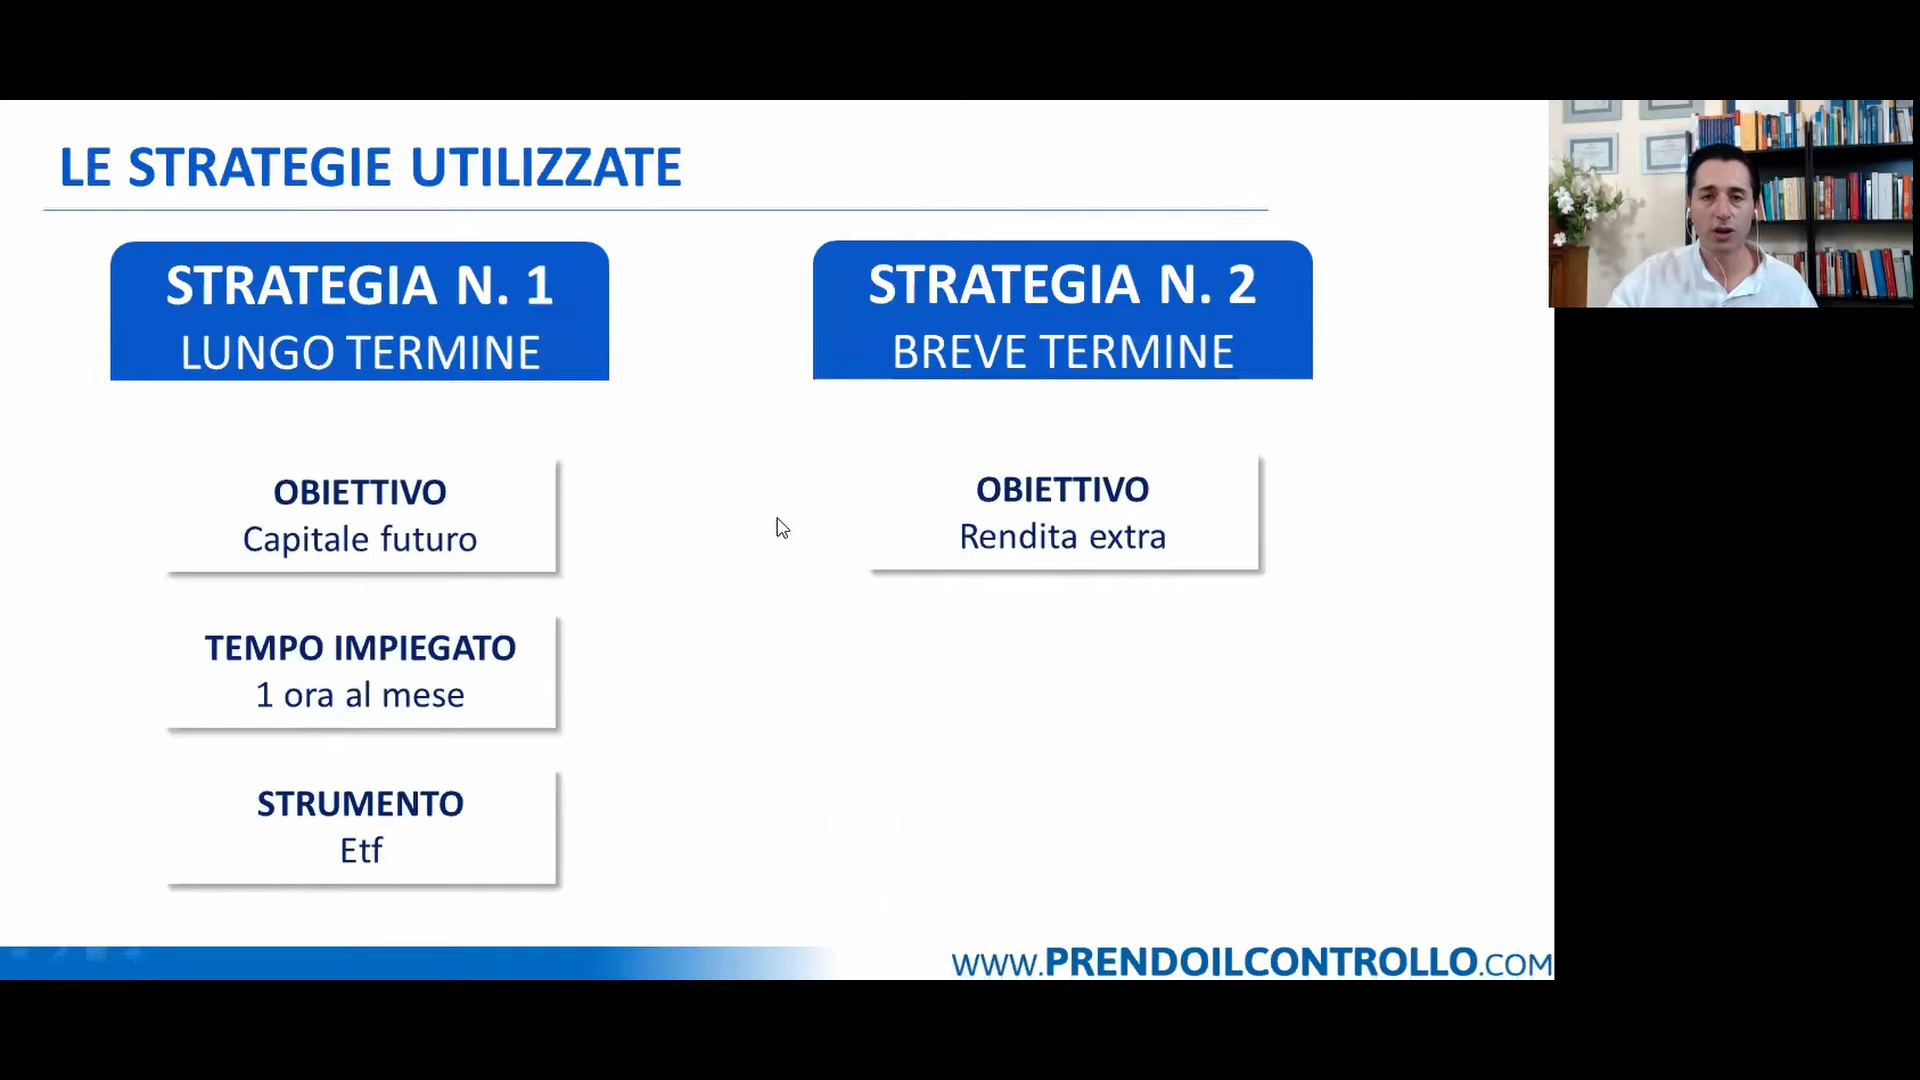 LE STRATEGIE UTILIZZATE
STRATEGIA N. 1
LUNGO TERMINE
OBIETTIVO
Capitale futuro
TEMPO IMPIEGATO
1 ora al mese
STRUMENTO
Etf
STRATEGIA N. 2
BREVE TERMINE
OBIETTIVO
Rendita extra
WWW.PRENDOILCONTROLLO.COM